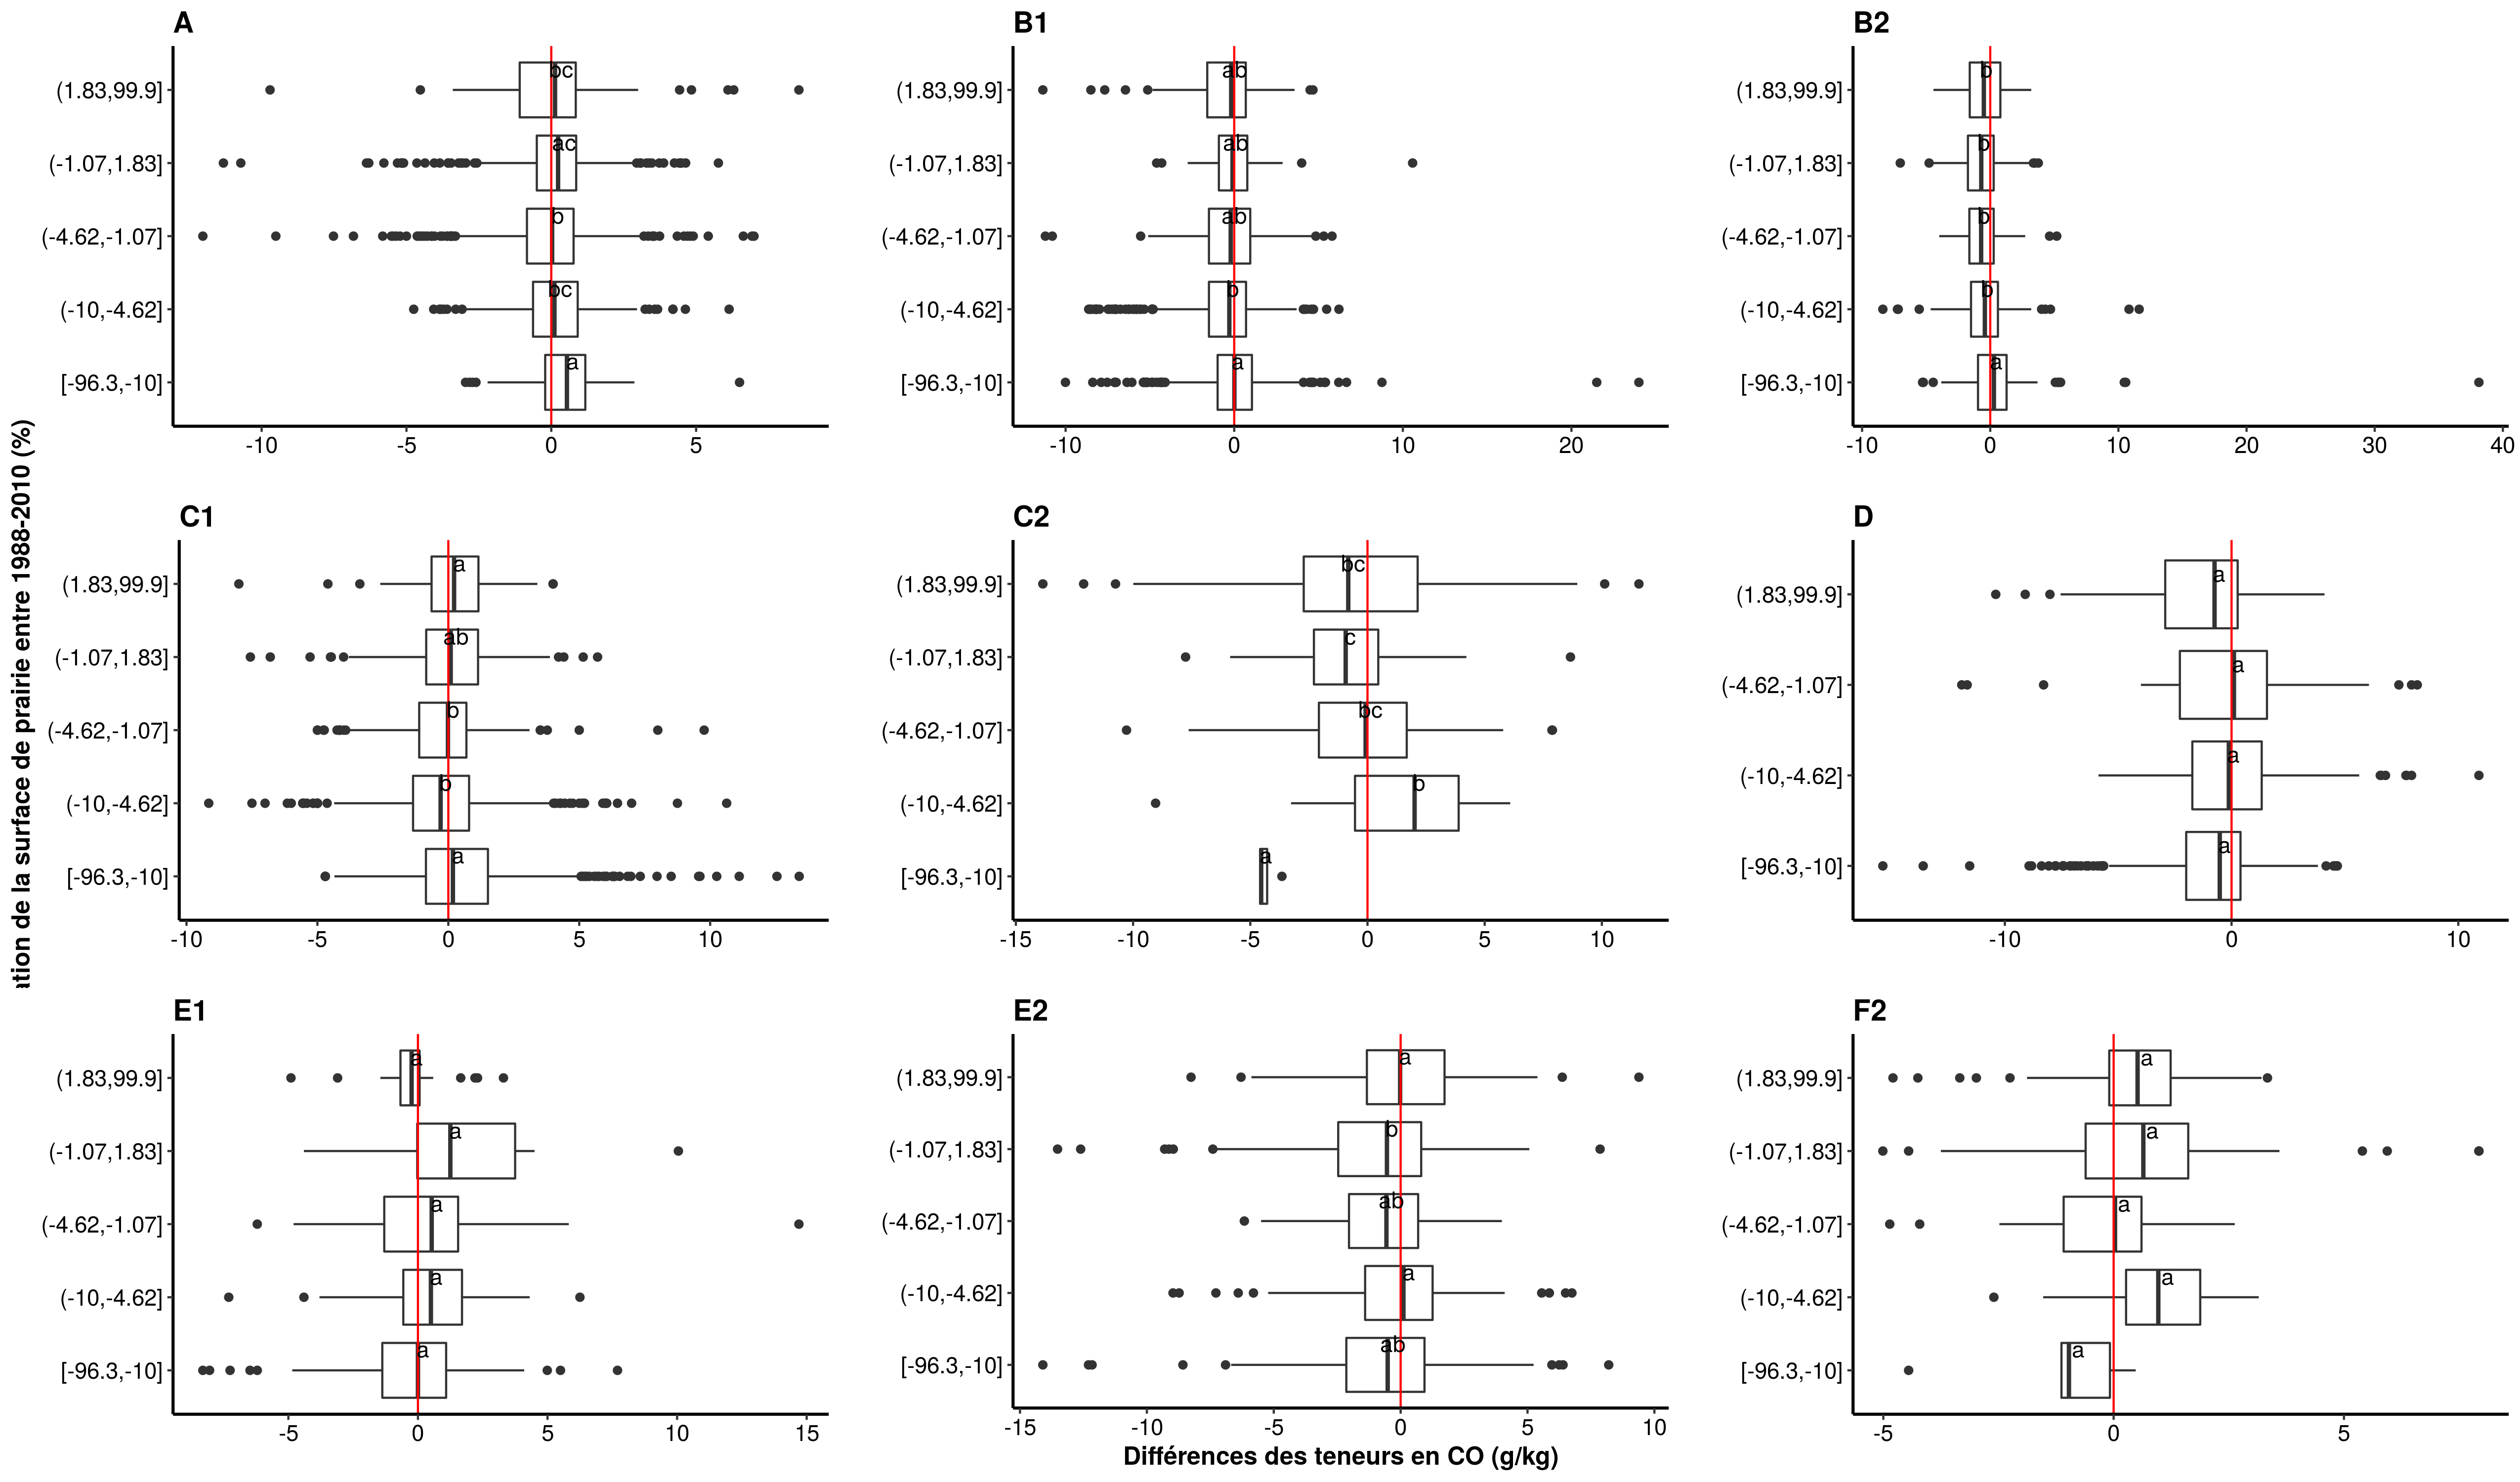 A
(1.83,99.9]
bc
(-1.07,1.83]
ac
(-4.62,-1.07]
b
(-10,-4.62]
bc
[-96.3,-10]
a
-10 -5 0 5
B1
(1.83,99.9]
ab
(-1.07,1.83]
ab
(-4.62,-1.07]
ab
(-10,-4.62]
b
[-96.3,-10]
a
-10 0 10 20
B2
(1.83,99.9]
b
(-1.07,1.83]
b
(-4.62,-1.07]
b
(-10,-4.62]
b
[-96.3,-10]
a
-10 0 10 20 30 40
de la surface de prairie entre 1988-2010 (%)
C1
(1.83,99.9]
a
(-1.07,1.83]
ab
(-4.62,-1.07]
b
(-10,-4.62]
b
[-96.3,-10]
a
-10 -5 0 5 10
C2
(1.83,99.9]
bc
(-1.07,1.83]
c
(-4.62,-1.07]
bc
(-10,-4.62]
b
[-96.3,-10]
a
-15 -10 -5 0 5 10
D
(1.83,99.9]
a
(-4.62,-1.07]
a
(-10,-4.62]
a
[-96.3,-10]
a
-10 0 10
E1
(1.83,99.9]
a
(-1.07,1.83]
a
(-4.62,-1.07]
a
(-10,-4.62]
a
[-96.3,-10]
a
-5 0 5 10 15
E2
(1.83,99.9]
a
(-1.07,1.83]
b
(-4.62,-1.07]
ab
(-10,-4.62]
a
[-96.3,-10]
ab
-15 -10 -5 0 5 10
F2
(1.83,99.9]
a
(-1.07,1.83]
a
(-4.62,-1.07]
a
(-10,-4.62]
a
[-96.3,-10]
a
-5 0 5
Différences des teneurs en CO (g/kg)